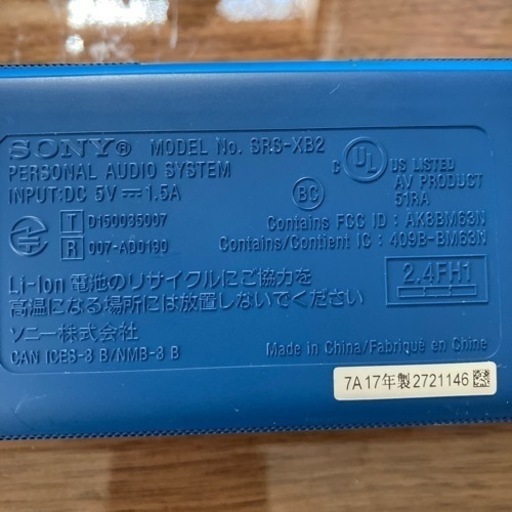 SONY® MODEL No. SRS-XB2
PERSONAL AUDIO SYSTEM
INPUT:DC 5V⎓1.5A
C UL US LISTED
AV PRODUCT
51RA
BC
T D150035007
R 007-AD0190
Contains FCC ID : AK8BM63N
Contains/Contient IC : 409B-BM63N
Li-Ion 電池のリサイクルにご協力を
高温になる場所には放置しないでください
ソニー株式会社
2.4FH1
CAN ICES-3 B/NMB-3 B
Made in China/Fabriqué en Chine
7A 17年製 2721146